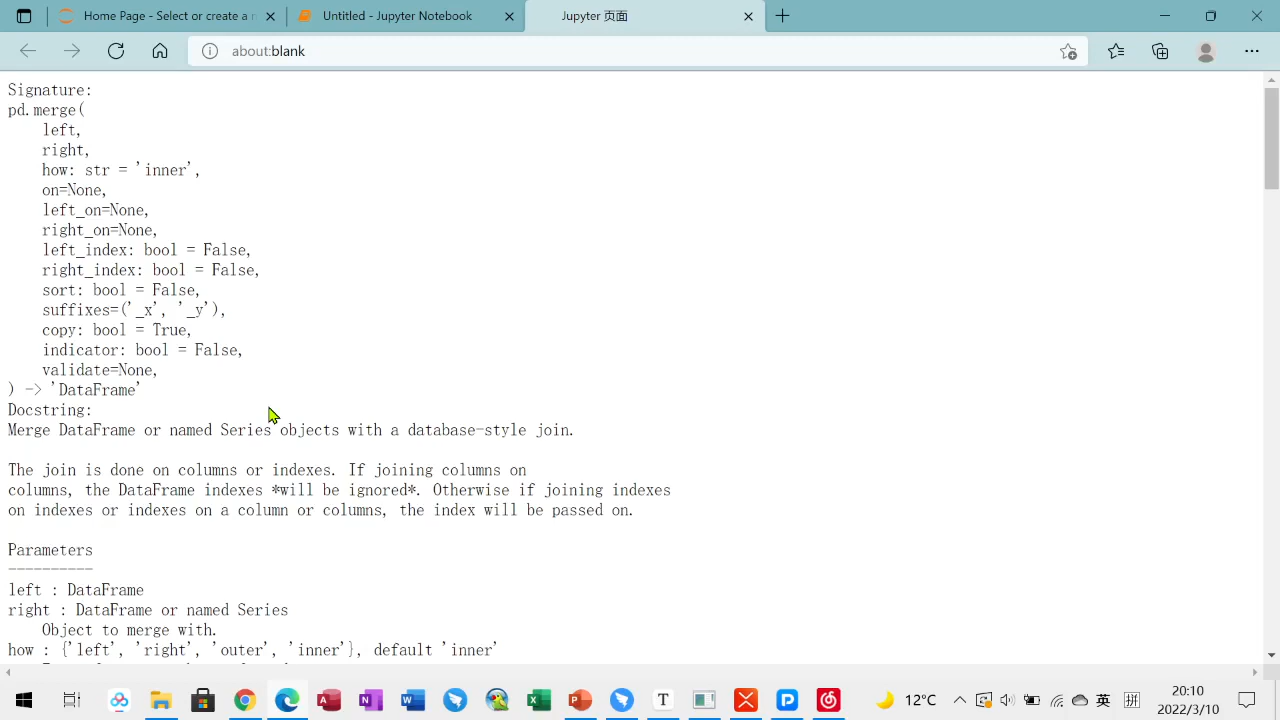 Home Page - Select or create a n
Untitled - Jupyter Notebook
Jupyter 页面
about:blank
Signature:
pd.merge(
    left,
    right,
    how: str = 'inner',
    on=None,
    left_on=None,
    right_on=None,
    left_index: bool = False,
    right_index: bool = False,
    sort: bool = False,
    suffixes=('_x', '_y'),
    copy: bool = True,
    indicator: bool = False,
    validate=None,
) -> 'DataFrame'
Docstring:
Merge DataFrame or named Series objects with a database-style join.
The join is done on columns or indexes. If joining columns on
columns, the DataFrame indexes *will be ignored*. Otherwise if joining indexes
on indexes or indexes on a column or columns, the index will be passed on.
Parameters
----------
left : DataFrame
right : DataFrame or named Series
    Object to merge with.
how : {'left', 'right', 'outer', 'inner'}, default 'inner'
12°C
英
拼
20:10
2022/3/10